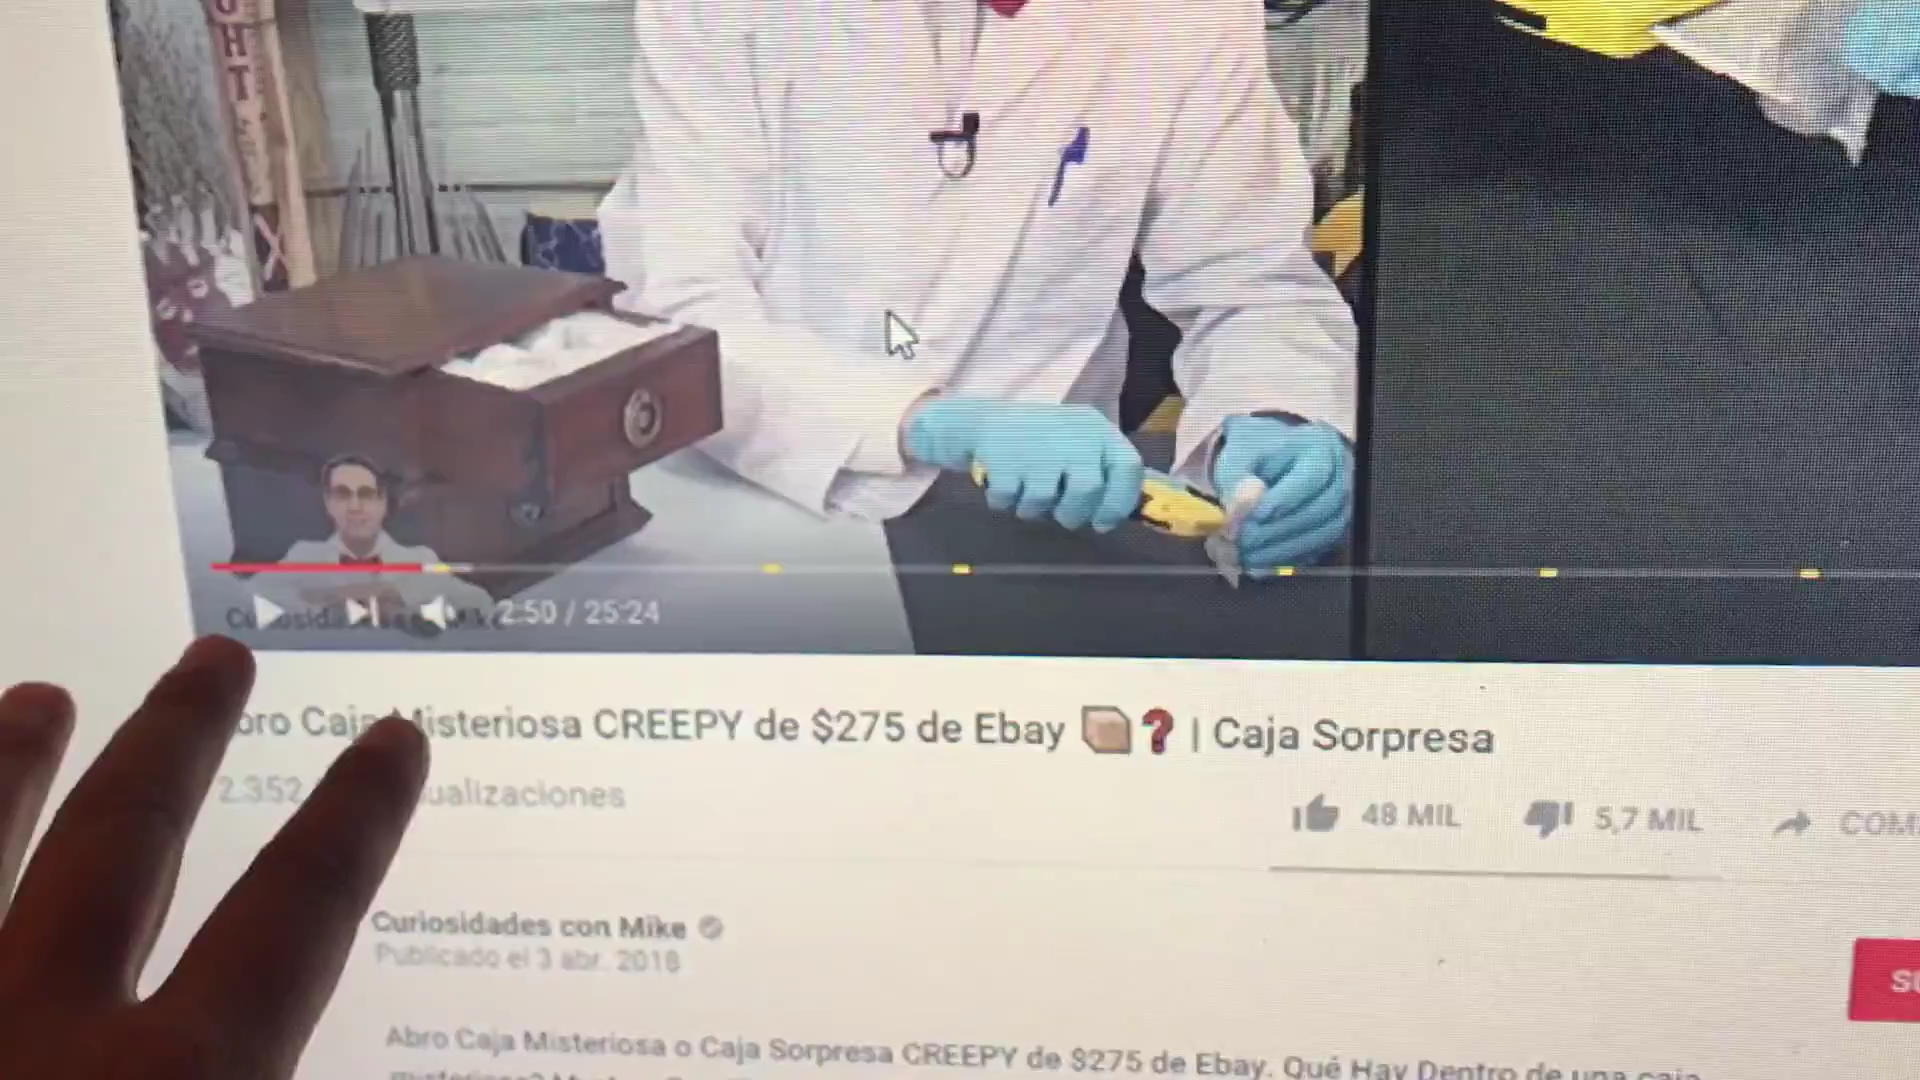 2:50 / 25:24
Caja Misteriosa CREEPY de $275 de Ebay 📦❓ | Caja Sorpresa
2.352
48 MIL 5,7 MIL
Curiosidades con Mike
Publicado el 3 abr. 2018
Abro Caja Misteriosa o Caja Sorpresa CREEPY de $275 de Ebay. Qué Hay Dentro de una caja